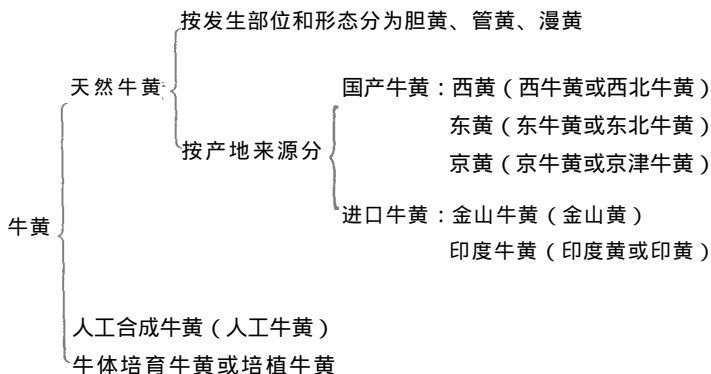 按发生部位和形态分为胆黄、管黄、漫黄
天然牛黄
国产牛黄：西黄（西牛黄或西北牛黄）
东黄（东牛黄或东北牛黄）
按产地来源分
京黄（京牛黄或京津牛黄）
进口牛黄：金山牛黄（金山黄）
牛黄
印度牛黄（印度黄或印黄）
人工合成牛黄（人工牛黄）
牛体培育牛黄或培植牛黄